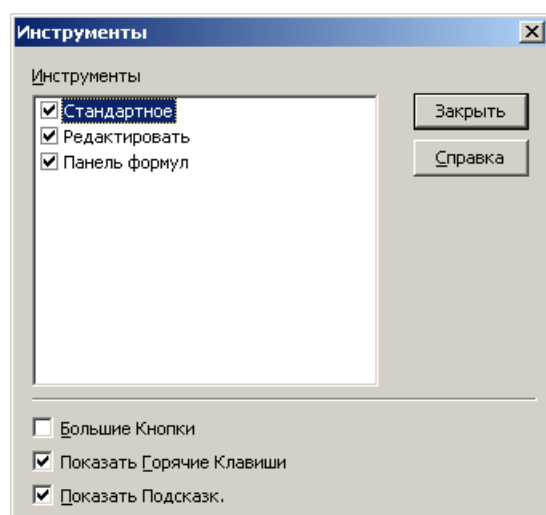 Инструменты
Инструменты
Стандартное
Редактировать
Панель формул
Закрыть
Справка
Большие Кнопки
Показать Горячие Клавиши
Показать Подсказк.